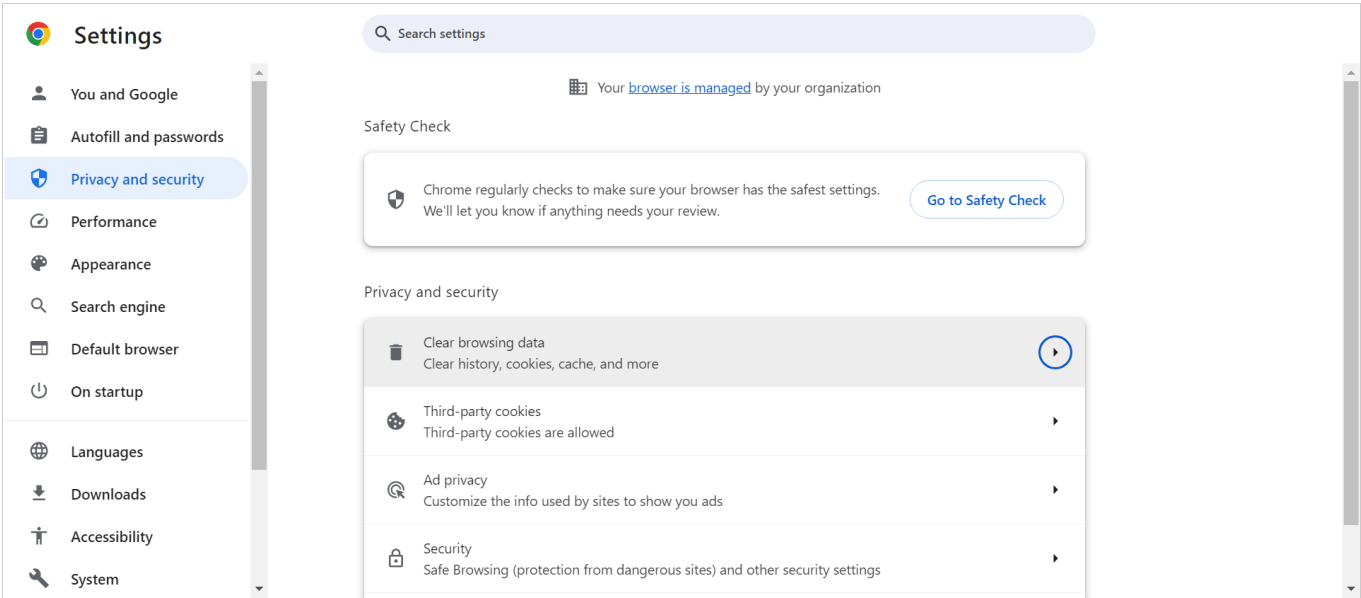 Settings
Search settings
You and Google
Autofill and passwords
Privacy and security
Performance
Appearance
Search engine
Default browser
On startup
Languages
Downloads
Accessibility
System
Your browser is managed by your organization
Safety Check
Chrome regularly checks to make sure your browser has the safest settings.
We'll let you know if anything needs your review.
Go to Safety Check
Privacy and security
Clear browsing data
Clear history, cookies, cache, and more
Third-party cookies
Third-party cookies are allowed
Ad privacy
Customize the info used by sites to show you ads
Security
Safe Browsing (protection from dangerous sites) and other security settings